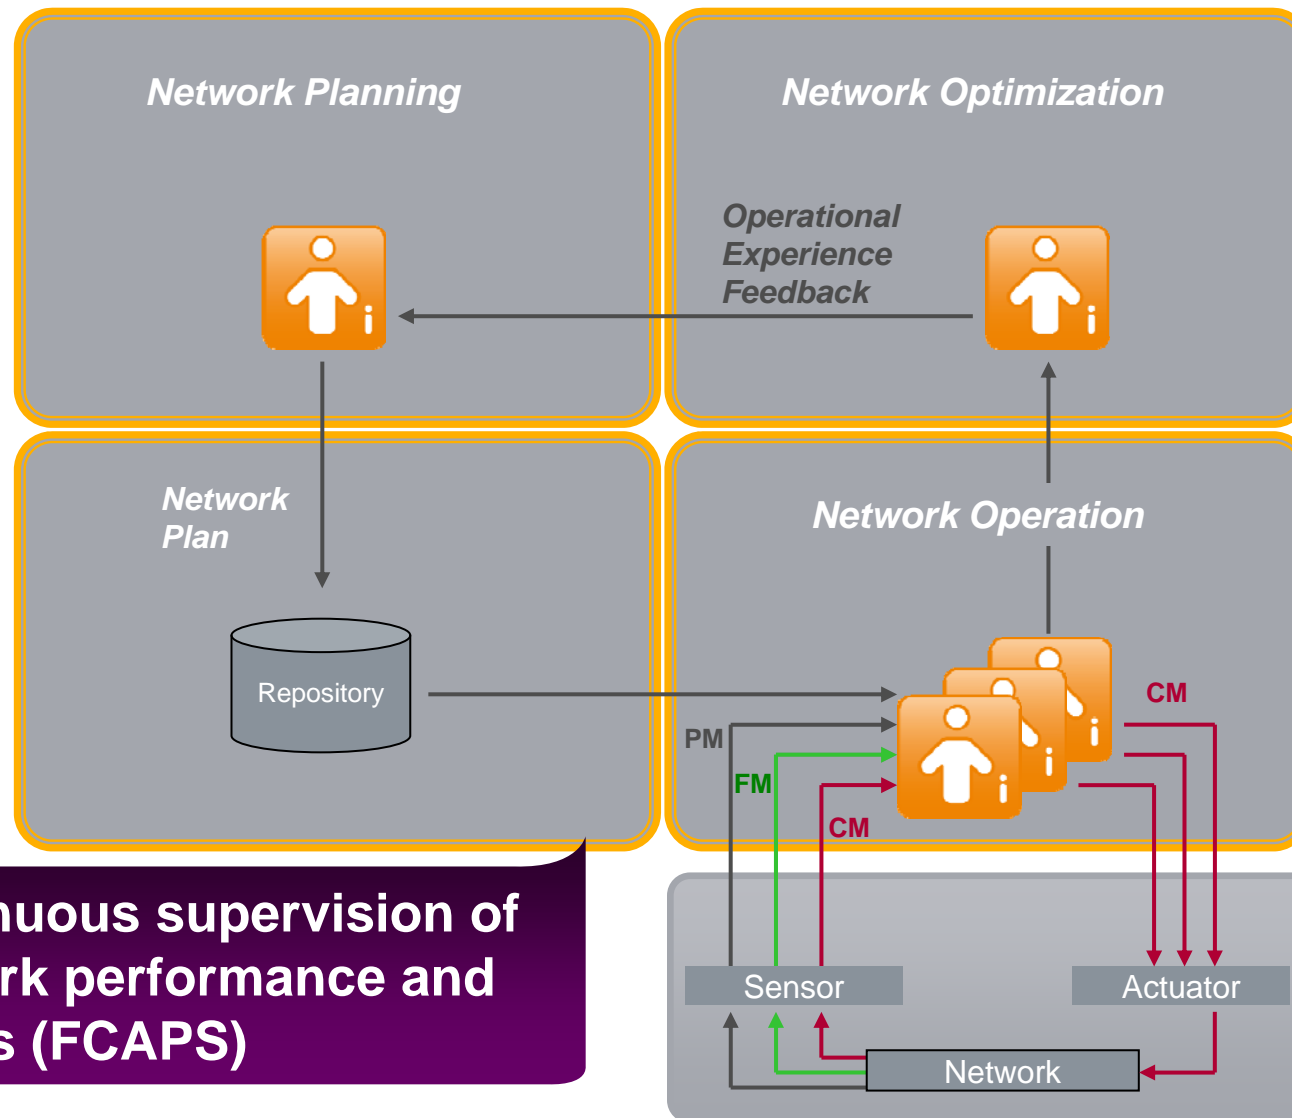 Network Planning
Network Optimization
Operational
Experience
Feedback
i
i
Network
Plan
Network Operation
Repository
PM
FM
CM
CM
i
i
i
nuous supervision of
rk performance and
s (FCAPS)
Sensor
Actuator
Network